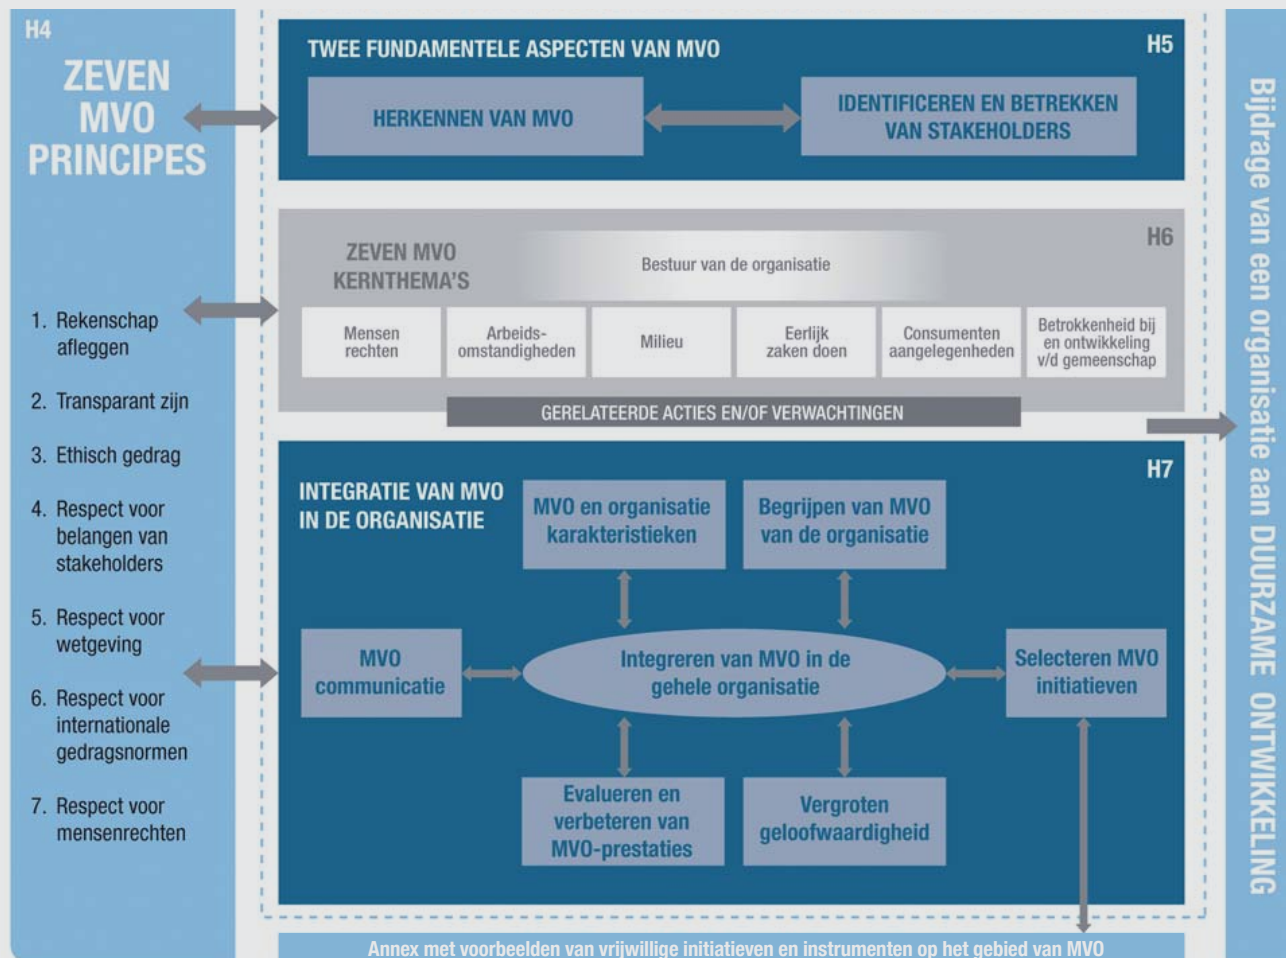 H4
ZEVEN
MVO
PRINCIPES
1. Rekenschap
afleggen
2. Transparant zijn
3. Ethisch gedrag
4. Respect voor
belangen van
stakeholders
5. Respect voor
wetgeving
6. Respect voor
internationale
gedragsnormen
7. Respect voor
mensenrechten
TWEE FUNDAMENTELE ASPECTEN VAN MVO
H5
HERKENNEN VAN MVO
IDENTIFICEREN EN BETREKKEN
VAN STAKEHOLDERS
ZEVEN MVO
KERNTHEMA'S
H6
Bestuur van de organisatie
Mensen
rechten
Arbeids-
omstandigheden
Milieu
Eerlijk
zaken doen
Consumenten
aangelegenheden
Betrokkenheid bij
en ontwikkeling
v/d gemeenschap
GERELATEERDE ACTIES EN/OF VERWACHTINGEN
INTEGRATIE VAN MVO
IN DE ORGANISATIE
H7
MVO en organisatie
karakteristieken
Begrijpen van MVO
van de organisatie
MVO
communicatie
Integreren van MVO in de
gehele organisatie
Selecteren MVO
initiatieven
Evalueren en
verbeteren van
MVO-prestaties
Vergroten
geloofwaardigheid
Annex met voorbeelden van vrijwillige initiatieven en instrumenten op het gebied van MVO
Bijdrage van een organisatie aan DUURZAME ONTWIKKELING